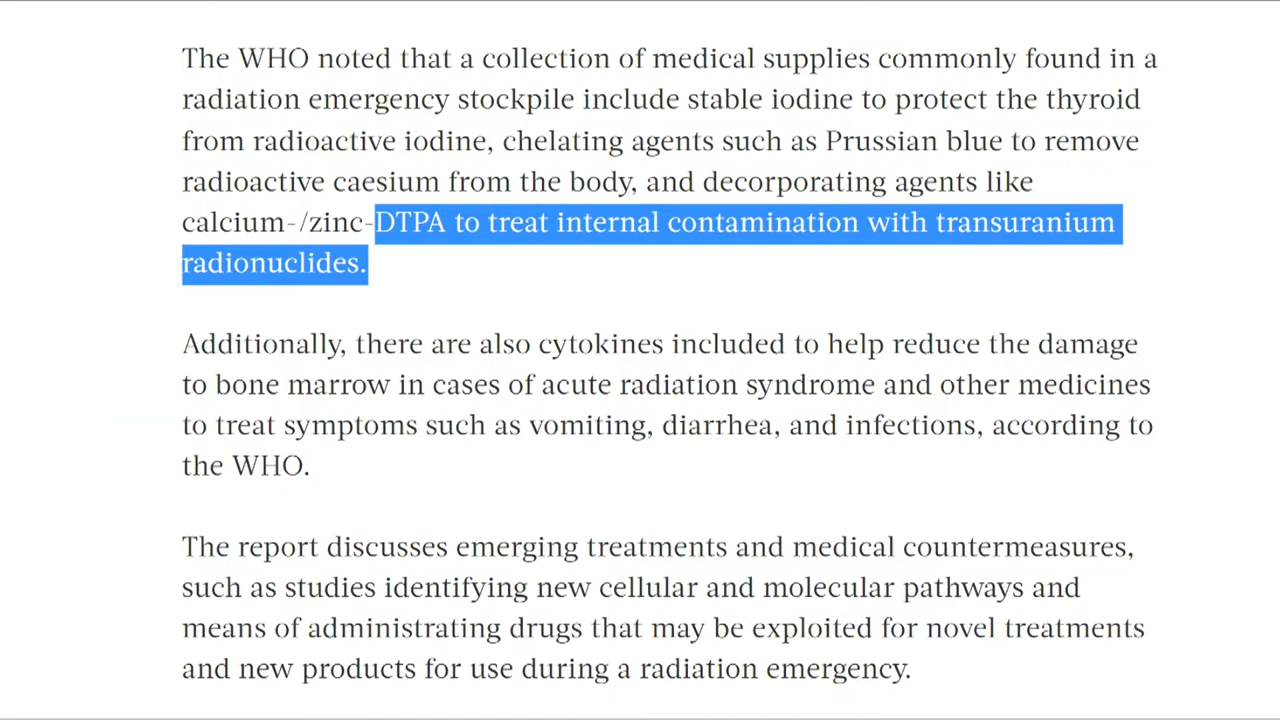 The WHO noted that a collection of medical supplies commonly found in a
radiation emergency stockpile include stable iodine to protect the thyroid
from radioactive iodine, chelating agents such as Prussian blue to remove
radioactive caesium from the body, and decorporating agents like
calcium-/zinc-DTPA to treat internal contamination with transuranium
radionuclides.
Additionally, there are also cytokines included to help reduce the damage
to bone marrow in cases of acute radiation syndrome and other medicines
to treat symptoms such as vomiting, diarrhea, and infections, according to
the WHO.
The report discusses emerging treatments and medical countermeasures,
such as studies identifying new cellular and molecular pathways and
means of administrating drugs that may be exploited for novel treatments
and new products for use during a radiation emergency.